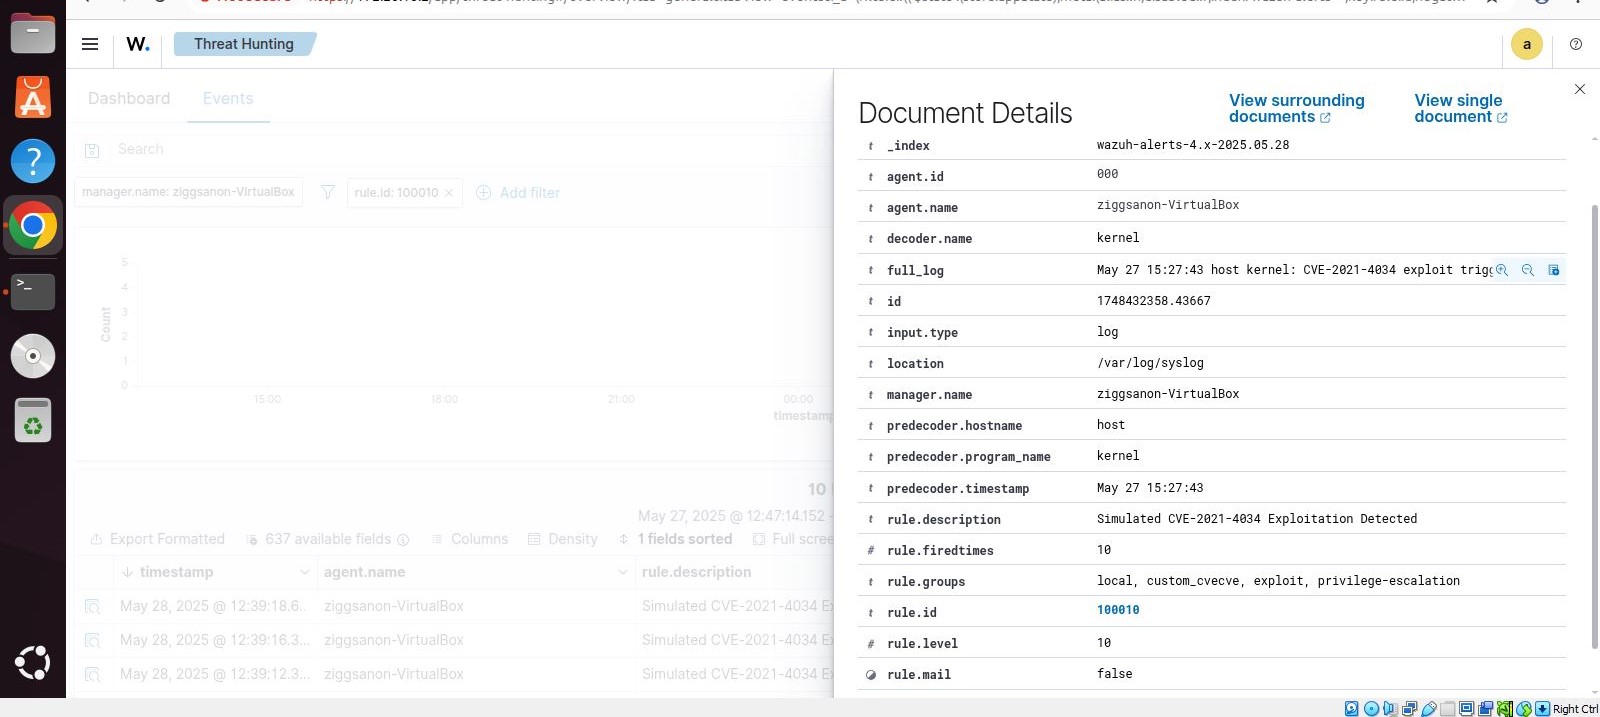 W.
Threat Hunting
a
Dashboard
Events
Search
manager.name: ziggsanon-VirtualBox
rule.id: 100010
Add filter
5
4
3
2
1
0
Count
15:00
18:00
21:00
00:00
timestamp
10
May 27, 2025 @ 12:47:14.152 -
Export Formatted
637 available fields
Columns
Density
1 fields sorted
Full scree
timestamp
agent.name
rule.description
May 28, 2025 @ 12:39:18.6...
ziggsanon-VirtualBox
Simulated CVE-2021-4034 Ex
May 28, 2025 @ 12:39:16.3...
ziggsanon-VirtualBox
Simulated CVE-2021-4034 Ex
May 28, 2025 @ 12:39:12.3...
ziggsanon-VirtualBox
Simulated CVE-2021-4034 Ex
Document Details
View surrounding
documents
View single
document
t _index wazuh-alerts-4.x-2025.05.28
t agent.id 000
t agent.name ziggsanon-VirtualBox
t decoder.name kernel
t full_log May 27 15:27:43 host kernel: CVE-2021-4034 exploit trigg
t id 1748432358.43667
t input.type log
t location /var/log/syslog
t manager.name ziggsanon-VirtualBox
t predecoder.hostname host
t predecoder.program_name kernel
t predecoder.timestamp May 27 15:27:43
t rule.description Simulated CVE-2021-4034 Exploitation Detected
# rule.firedtimes 10
t rule.groups local, custom_cvecve, exploit, privilege-escalation
t rule.id 100010
# rule.level 10
rule.mail false
Right Ctrl